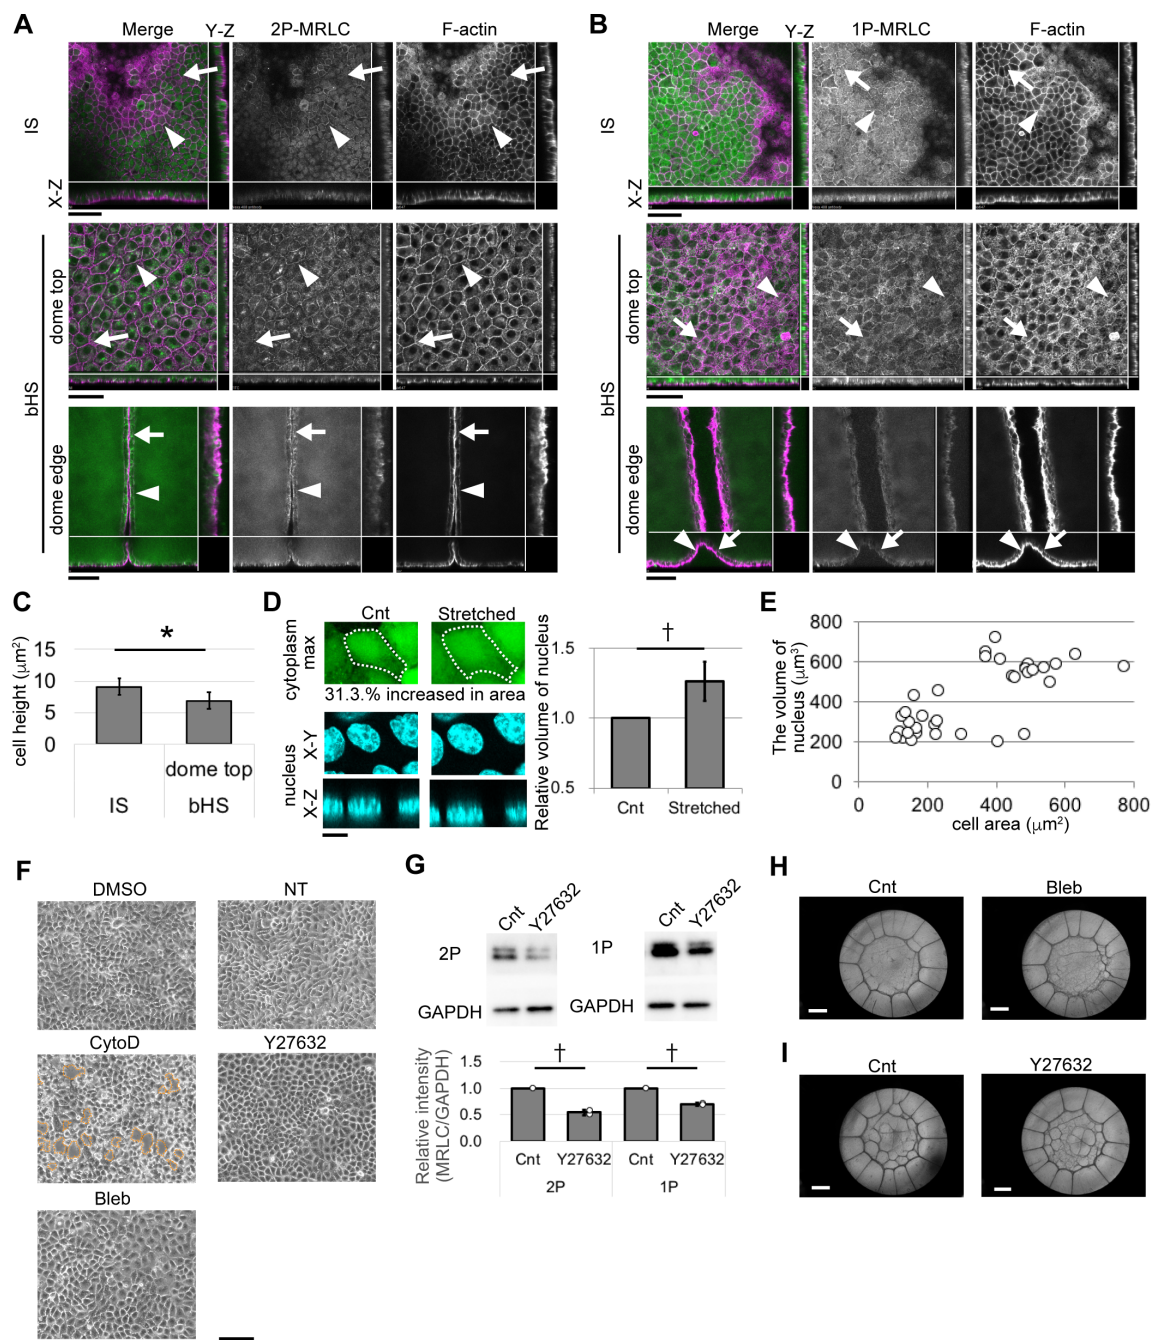 A
Merge
Y-Z
2P-MRLC
F-actin
IS
X-Z
bHS
dome top
dome edge
B
Merge
Y-Z
1P-MRLC
F-actin
IS
X-Z
bHS
dome top
dome edge
C
cell height (μm²)
15
10
5
0
*
dome top
IS
bHS
D
Cnt
Stretched
cytoplasm
max
31.3.% increased in area
nucleus
X-Y
X-Z
Relative volume of nucleus
1.5
1.0
0.5
†
Cnt
Stretched
E
The volume of
nucleus (μm³)
800
600
400
200
0
0
200
400
600
800
cell area (μm²)
F
DMSO
NT
CytoD
Y27632
Bleb
G
Cnt
Y27632
Cnt
Y27632
2P
1P
GAPDH
GAPDH
Relative intensity
(MRLC/GAPDH)
1.5
1.0
0.5
0.0
†
†
Cnt
Y27632
Cnt
Y27632
2P
1P
H
Cnt
Bleb
I
Cnt
Y27632